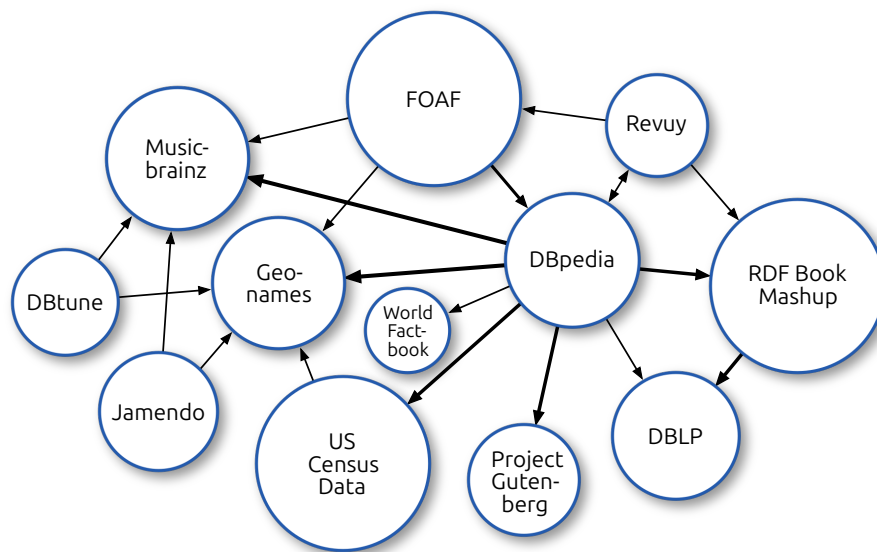 FOAF
Revuy
Music-
brainz
DBpedia
RDF Book
Mashup
Geo-
names
DBtune
World
Fact-
book
Jamendo
US
Census
Data
Project
Guten-
berg
DBLP